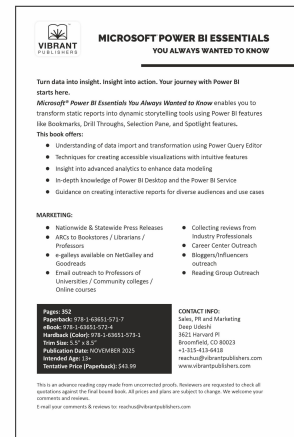 VIBRANT
PUBLISHERS
MICROSOFT POWER BI ESSENTIALS
YOU ALWAYS WANTED TO KNOW
Turn data into insight. Insight into action. Your journey with Power BI
starts here.
Microsoft® Power BI Essentials You Always Wanted to Know enables you to
transform static reports into dynamic storytelling tools using Power BI features
like Bookmarks, Drill Throughs, Selection Pane, and Spotlight features.
This book offers:
● Understanding of data import and transformation using Power Query Editor
● Techniques for creating accessible visualizations with intuitive features
● Insight into advanced analytics to enhance data modeling
● In-depth knowledge of Power BI Desktop and the Power BI Service
● Guidance on creating interactive reports for diverse audiences and use cases
MARKETING:
● Nationwide & Statewide Press Releases
● ARCs to Bookstores / Librarians /
Professors
● e-galleys available on NetGalley and
Goodreads
● Email outreach to Professors of
Universities / Community colleges /
Online courses
● Collecting reviews from
Industry Professionals
● Career Center Outreach
● Bloggers/Influencers
outreach
● Reading Group Outreach
Pages: 352
Paperback: 978-1-63651-571-7
eBook: 978-1-63651-572-4
Hardback (Color): 978-1-63651-573-1
Trim Size: 5.5" x 8.5"
Publication Date: NOVEMBER 2025
Intended Age: 13+
Tentative Price (Paperback): $43.99
CONTACT INFO:
Sales, PR and Marketing
Deep Udeshi
3621 Harvard Pl
Broomfield, CO 80023
+1-315-413-6418
reachus@vibrantpublishers.com
www.vibrantpublishers.com
This is an advance reading copy made from uncorrected proofs. Reviewers are requested to check all
quotations against the final bound book. All prices and plans are subject to change. We welcome your
comments and reviews.
E-mail your comments & reviews to: reachus@vibrantpublishers.com